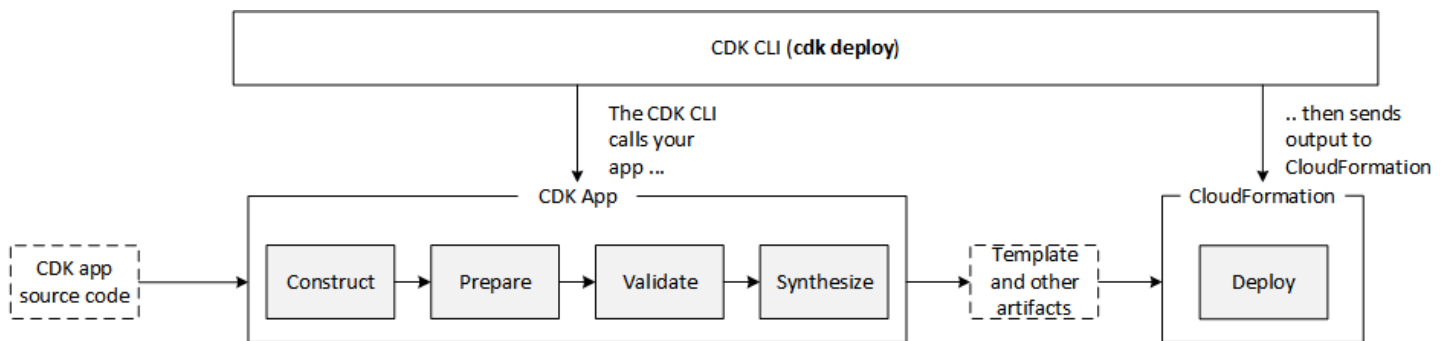 CDK CLI (cdk deploy)
The CDK CLI
calls your
app ...
.. then sends
output to
CloudFormation
CDK App
CloudFormation
CDK app
source code
Construct
Prepare
Validate
Synthesize
Template
and other
artifacts
Deploy